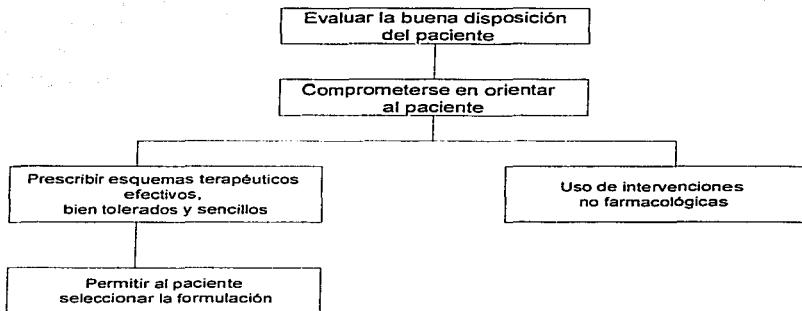 Evaluar la buena disposición
del paciente
Comprometerse en orientar
al paciente
Prescribir esquemas terapéuticos
efectivos,
bien tolerados y sencillos
Uso de intervenciones
no farmacológicas
Permitir al paciente
seleccionar la formulación